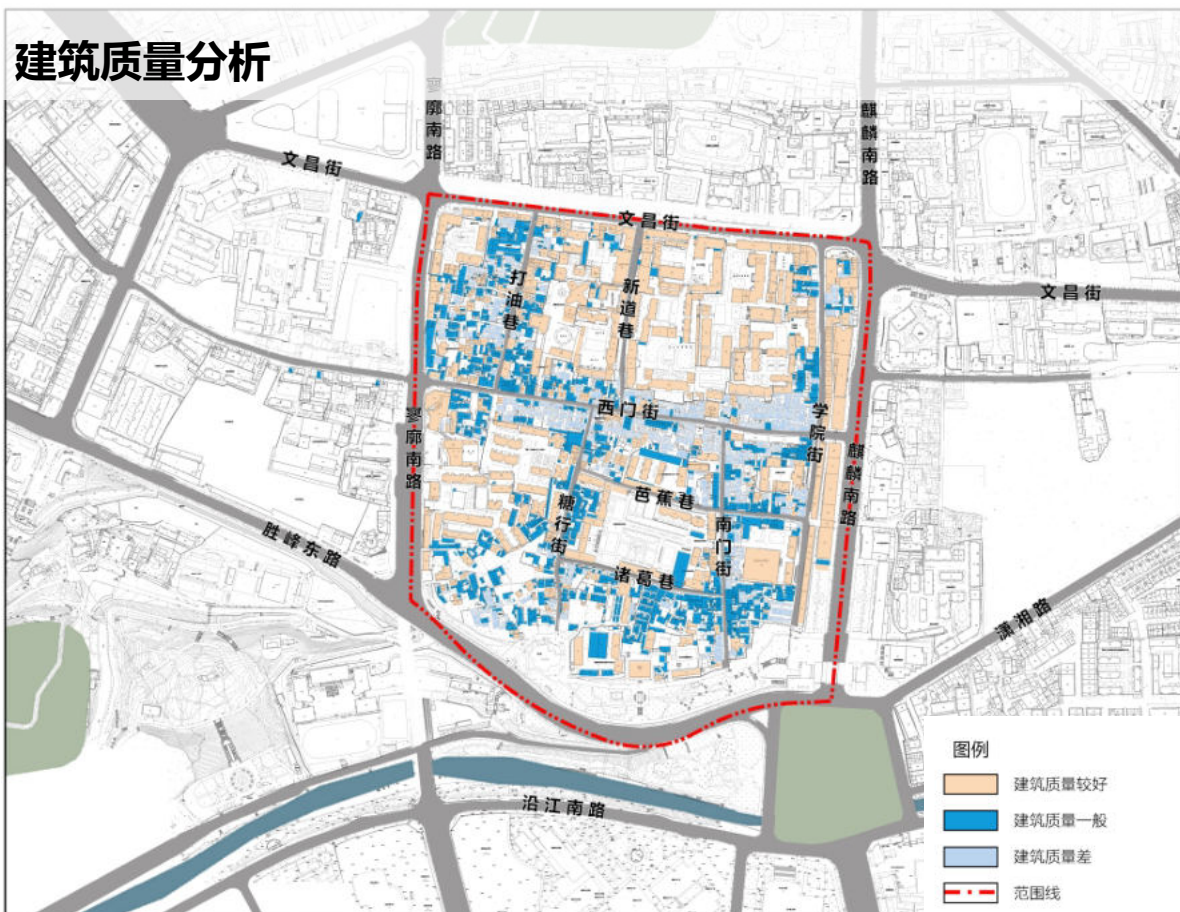 建筑质量分析
廓南路
麒麟南路
文昌街
文昌街
文昌街
打油巷
新道巷
西门街
学院街
寥廓南路
麒麟南路
芭蕉巷
糖行街
南门街
胜峰东路
诸葛巷
潇湘路
沿江南路
图例
建筑质量较好
建筑质量一般
建筑质量差
范围线